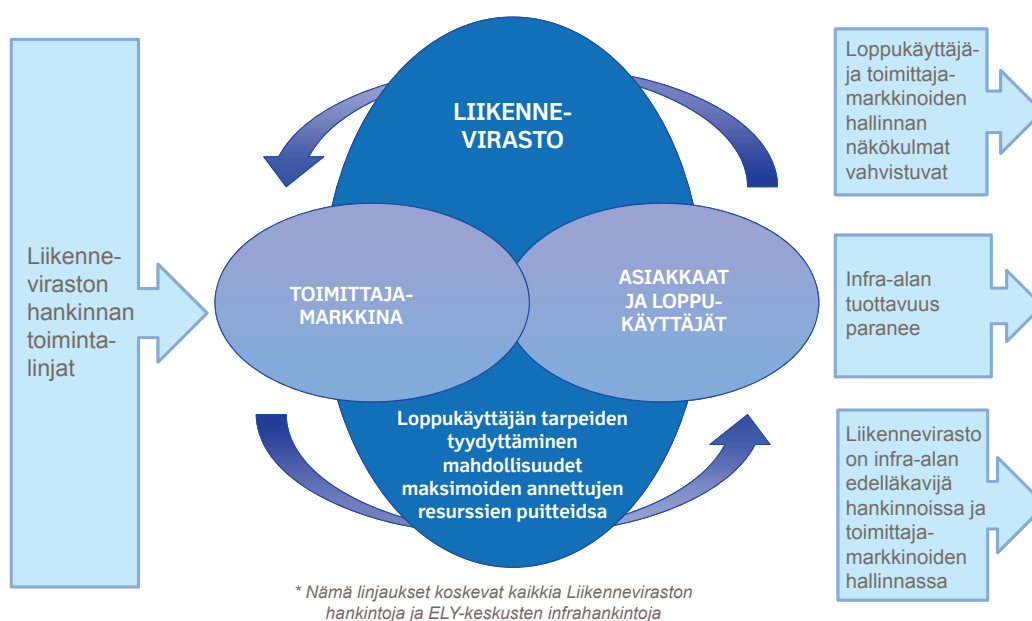 Liikenne-
viraston
hankinnan
toiminta-
linjat
LIIKENNE-
VIRASTO
TOIMITTAJA-
MARKKINA
ASIAKKAAT
JA LOPPU-
KÄYTTÄJÄT
Loppukäyttäjän tarpeiden
tyydyttäminen
mahdollisuudet
maksimoiden annettujen
resurssien puitteidsa
Loppukäyttäjä-
ja toimittaja-
markkinoiden
hallinnan
näkökulmat
vahvistuvat
Infra-alan
tuottavuus
paranee
Liikennevirasto
on infra-alan
edelläkavijä
hankinnoissa ja
toimittaja-
markkinoiden
hallinnassa
* Nämä linjaukset koskevat kaikkia Liikenneviraston
hankintoja ja ELY-keskusten infrahankintoja